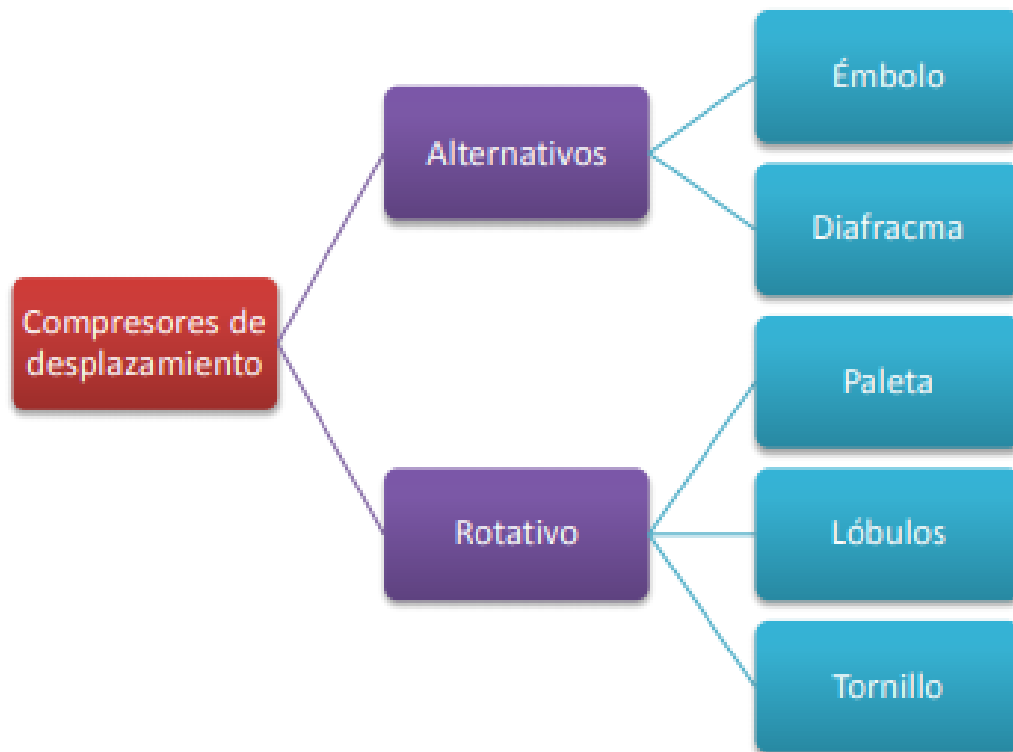 Compresores de
desplazamiento
Alternativos
Émbolo
Diafracma
Rotativo
Paleta
Lóbulos
Tornillo